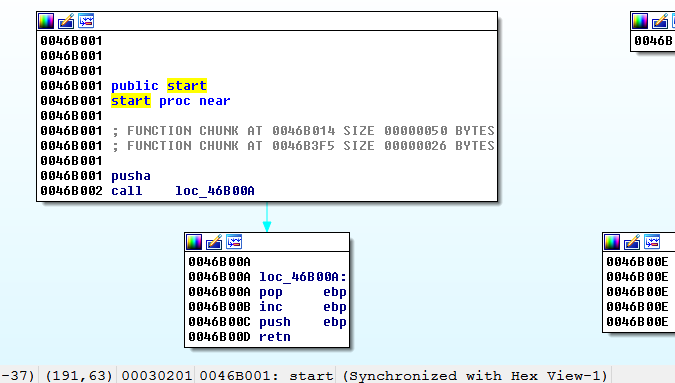 0046B001
0046B001
0046B001
0046B001 public start
0046B001 start proc near
0046B001
0046B001 ; FUNCTION CHUNK AT 0046B014 SIZE 00000050 BYTES
0046B001 ; FUNCTION CHUNK AT 0046B3F5 SIZE 00000026 BYTES
0046B001
0046B001 pusha
0046B002 call loc_46B00A
0046B
0046B00A
0046B00A loc_46B00A:
0046B00A pop ebp
0046B00B inc ebp
0046B00C push ebp
0046B00D retn
0046B00E
0046B00E
0046B00E
0046B00E
0046B00E
-37) (191,63) 00030201 0046B001: start (Synchronized with Hex View-1)